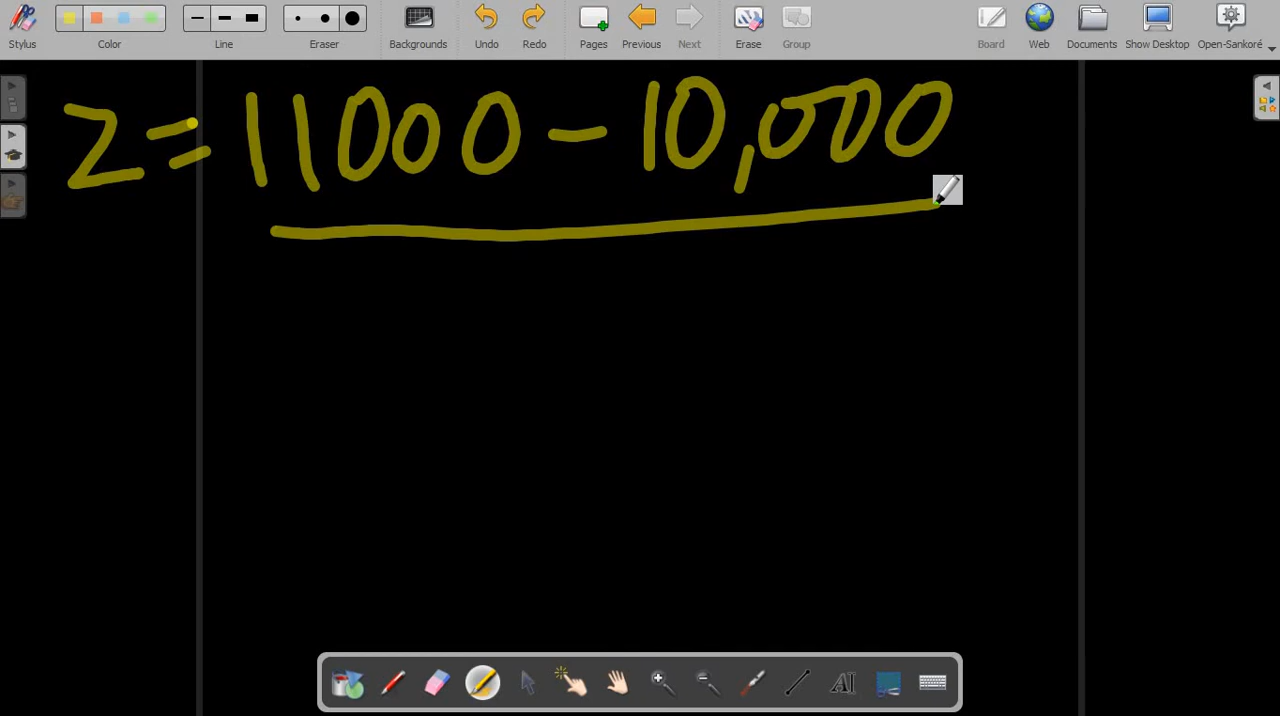 Stylus Color Line Eraser Backgrounds Undo Redo Pages Previous Next Erase Group Board Web Documents Show Desktop Open-Sankoré
z=11000-10,000
AI